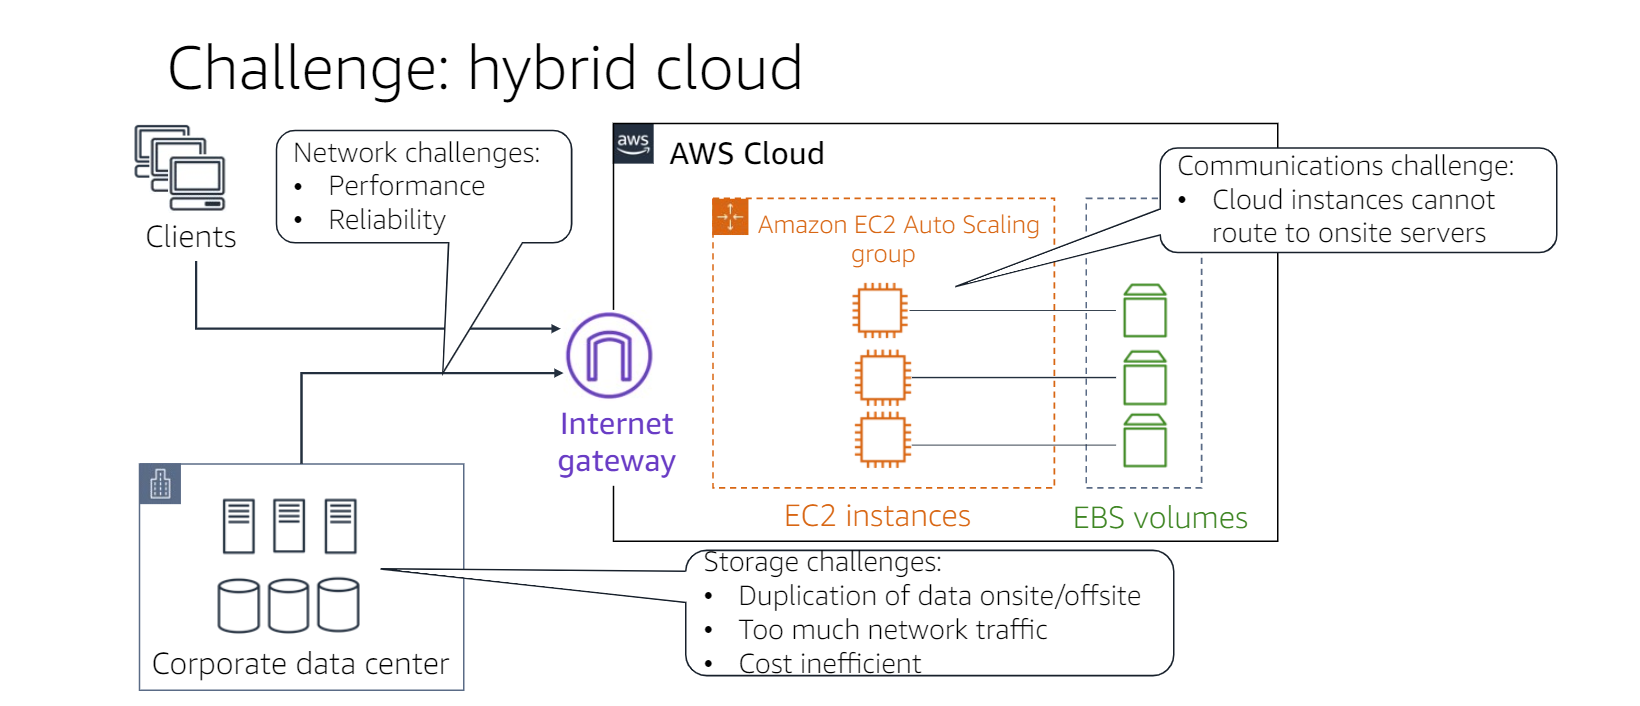 Challenge: hybrid cloud
Clients
Network challenges:
• Performance
• Reliability
aws
AWS Cloud
Amazon EC2 Auto Scaling
group
Communications challenge:
• Cloud instances cannot
route to onsite servers
Internet
gateway
EC2 instances
EBS volumes
Corporate data center
Storage challenges:
• Duplication of data onsite/offsite
• Too much network traffic
• Cost inefficient